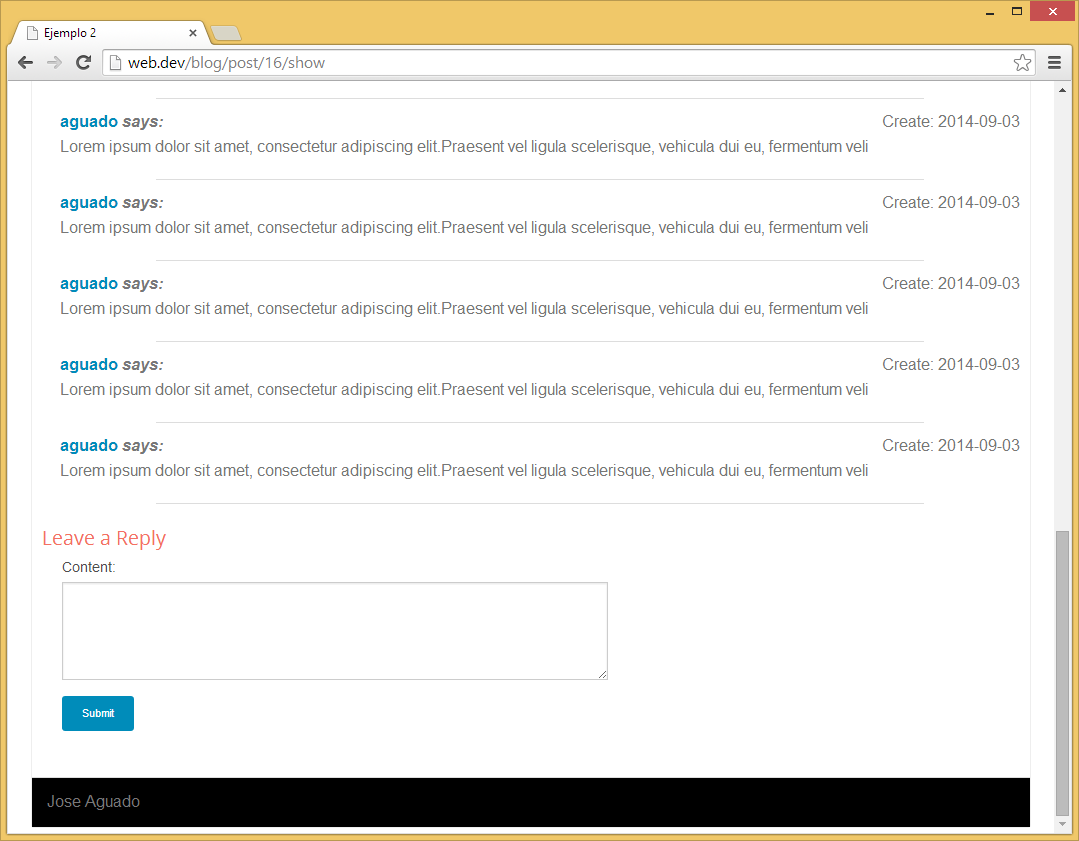 Ejemplo 2
web.dev/blog/post/16/show
aguado says: Create: 2014-09-03
Lorem ipsum dolor sit amet, consectetur adipiscing elit.Praesent vel ligula scelerisque, vehicula dui eu, fermentum veli
aguado says: Create: 2014-09-03
Lorem ipsum dolor sit amet, consectetur adipiscing elit.Praesent vel ligula scelerisque, vehicula dui eu, fermentum veli
aguado says: Create: 2014-09-03
Lorem ipsum dolor sit amet, consectetur adipiscing elit.Praesent vel ligula scelerisque, vehicula dui eu, fermentum veli
aguado says: Create: 2014-09-03
Lorem ipsum dolor sit amet, consectetur adipiscing elit.Praesent vel ligula scelerisque, vehicula dui eu, fermentum veli
aguado says: Create: 2014-09-03
Lorem ipsum dolor sit amet, consectetur adipiscing elit.Praesent vel ligula scelerisque, vehicula dui eu, fermentum veli
Leave a Reply
Content:
Submit
Jose Aguado